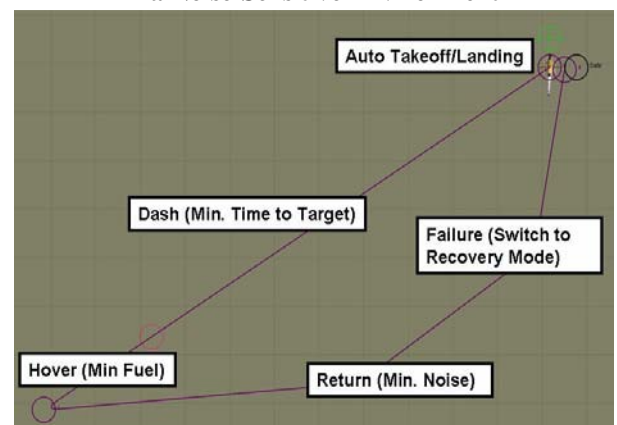 Auto Takeoff/Landing
Dash (Min. Time to Target)
Failure (Switch to
Recovery Mode)
Hover (Min Fuel)
Return (Min. Noise)